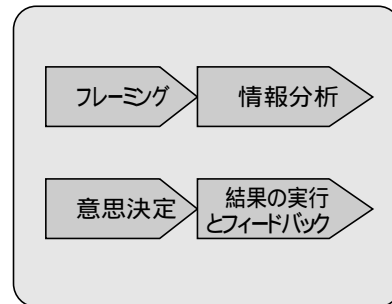 フレーミング
情報分析
意思決定
結果の実行
とフィードバック